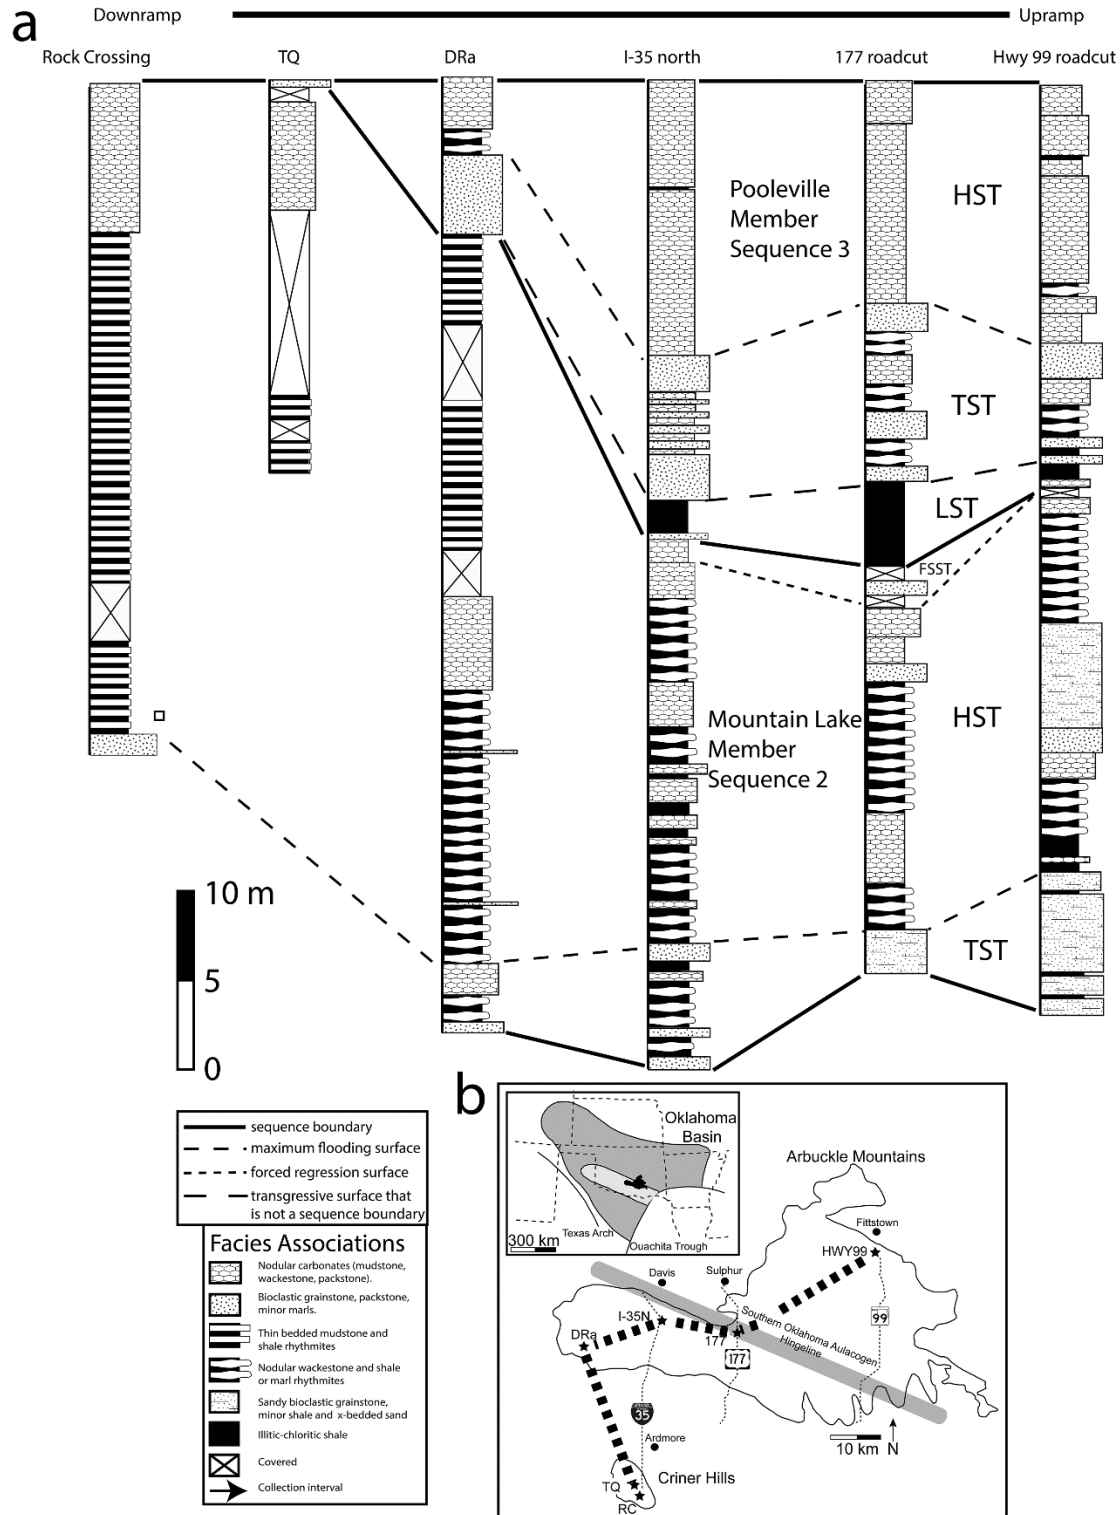 a
Downramp
Upramp
Rock Crossing
TQ
DRa
I-35 north
177 roadcut
Hwy 99 roadcut
Pooleville
Member
Sequence 3
HST
TST
LST
FSST
Mountain Lake
Member
Sequence 2
HST
TST
10 m
5
0
sequence boundary
maximum flooding surface
forced regression surface
transgressive surface that
is not a sequence boundary
Facies Associations
Nodular carbonates (mudstone,
wackestone, packstone).
Bioclastic grainstone, packstone,
minor marls.
Thin bedded mudstone and
shale rhythmites
Nodular wackestone and shale
or marl rhythmites
Sandy bioclastic grainstone,
minor shale and x-bedded sand
Illitic-chloritic shale
Covered
Collection interval
b
Oklahoma
Basin
Texas Arch
Ouachita Trough
300 km
Arbuckle Mountains
Fittstown
HWY99
Davis
Sulphur
I-35N
DRa
177
177
99
Southern Oklahoma Aulacogen
Hingeline
35
Ardmore
10 km
N
Criner Hills
TQ
RC